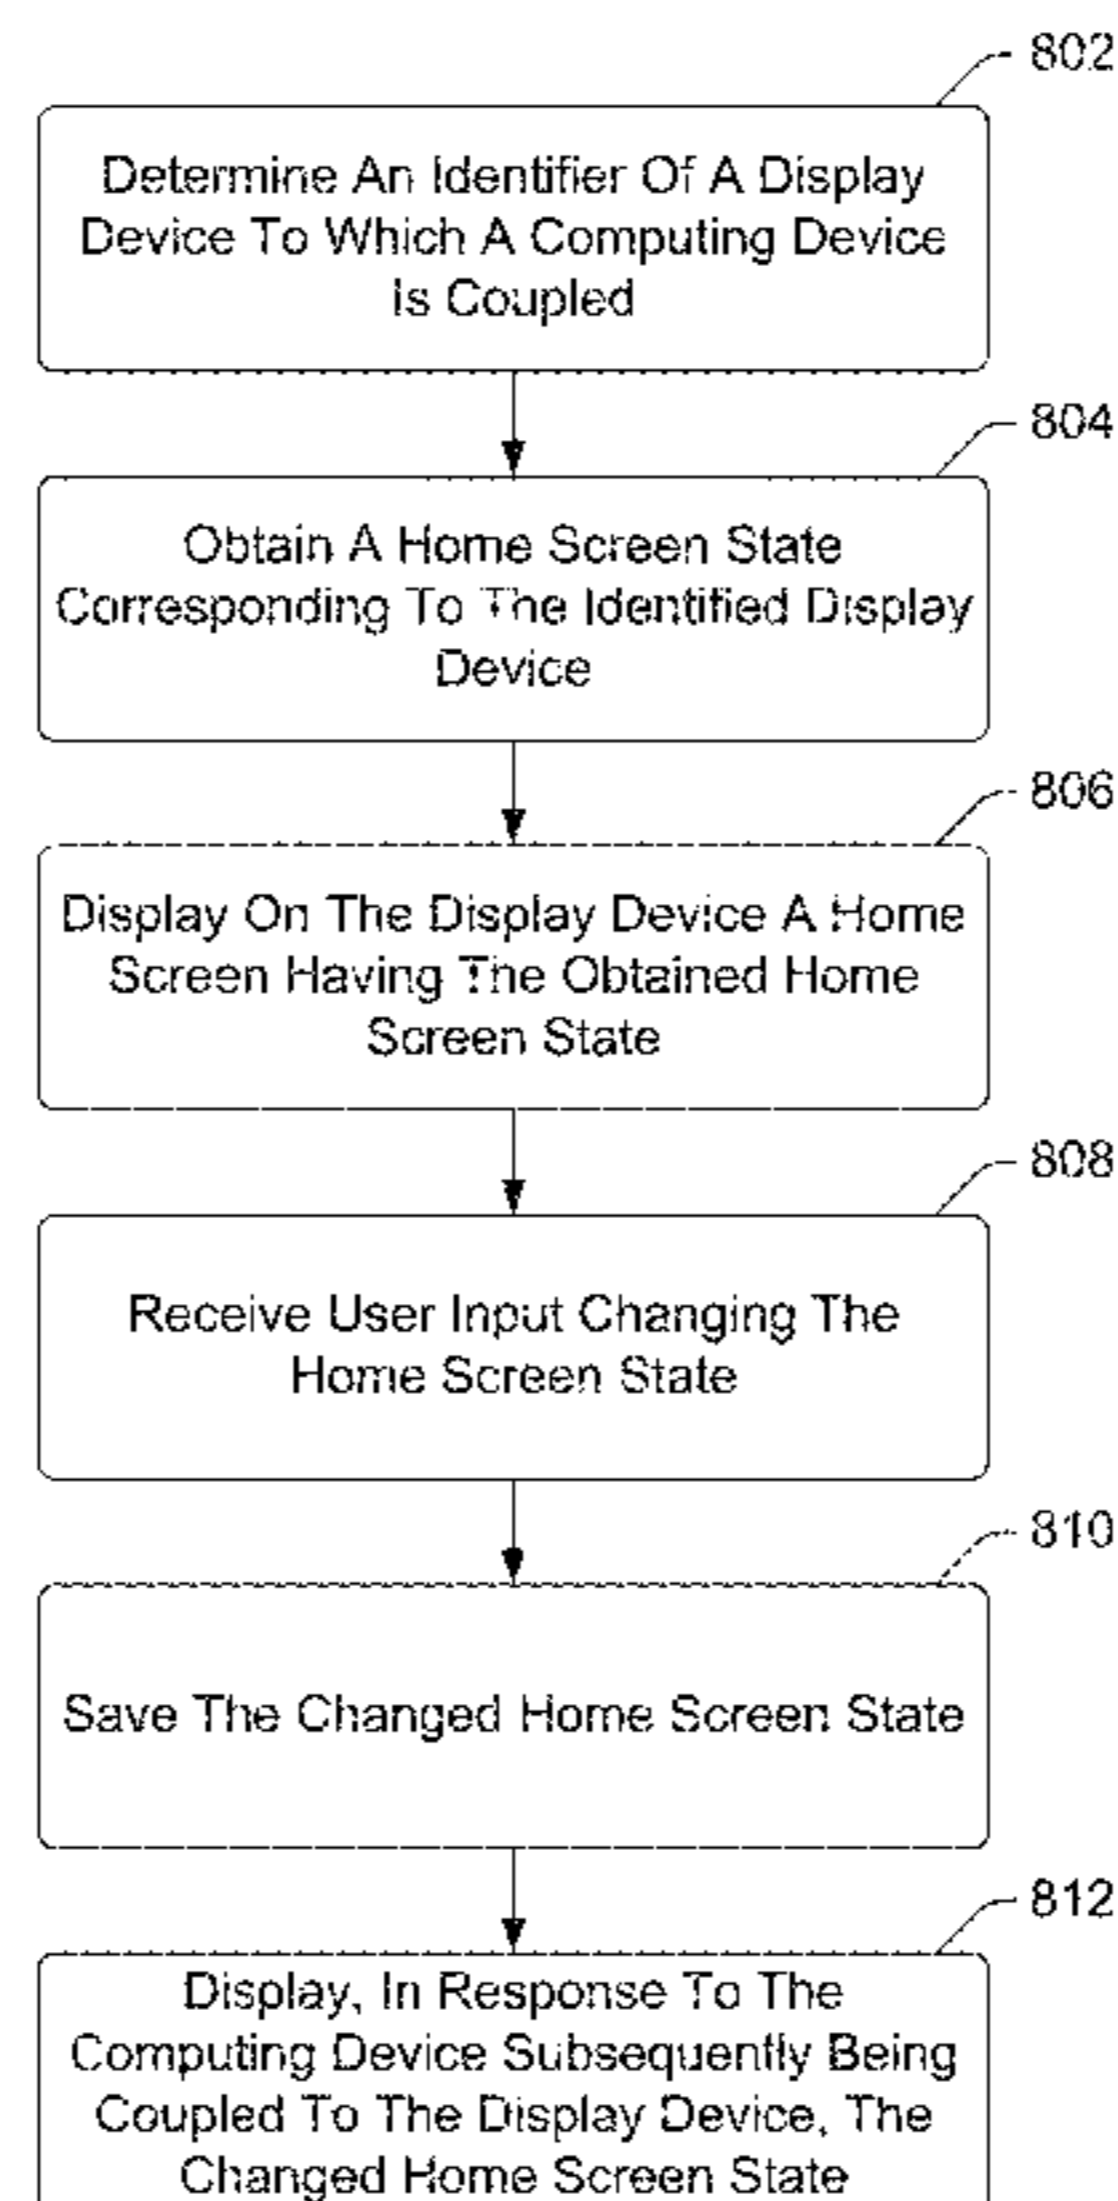 802
Determine An Identifier Of A Display
Device To Which A Computing Device
Is Coupled
804
Obtain A Home Screen State
Corresponding To The Identified Display
Device
806
Display On The Display Device A Home
Screen Having The Obtained Home
Screen State
808
Receive User Input Changing The
Home Screen State
810
Save The Changed Home Screen State
812
Display, In Response To The
Computing Device Subsequently Being
Coupled To The Display Device, The
Changed Home Screen State